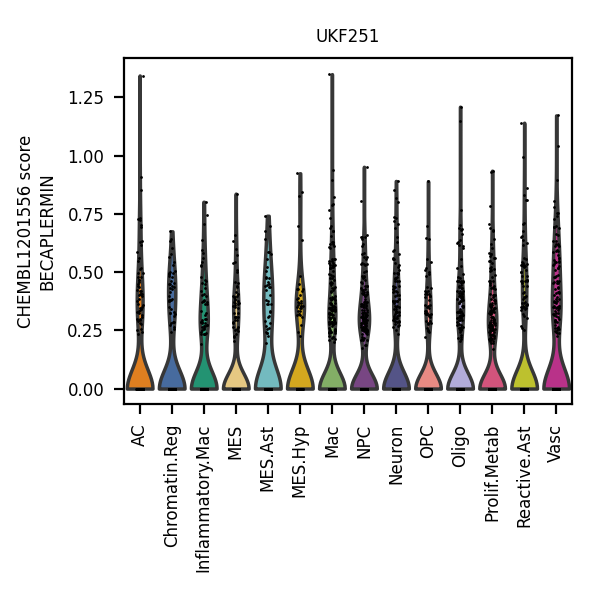 UKF251
CHEMBL1201556 score
BECAPLERMIN
1.25
1.00
0.75
0.50
0.25
0.00
AC
Chromatin.Reg
Inflammatory.Mac
MES
MES.Ast
MES.Hyp
Mac
NPC
Neuron
OPC
Oligo
Prolif.Metab
Reactive.Ast
Vasc